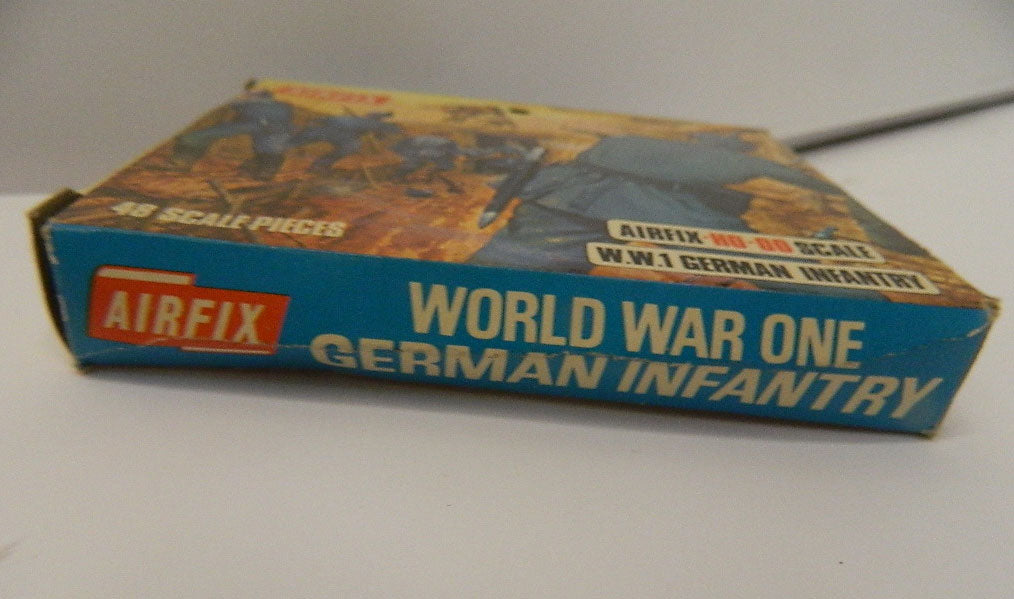 48 SCALE PIECES
AIRFIX-HO-OO SCALE
W.W.1 GERMAN INFANTRY
AIRFIX
WORLD WAR ONE
GERMAN INFANTRY